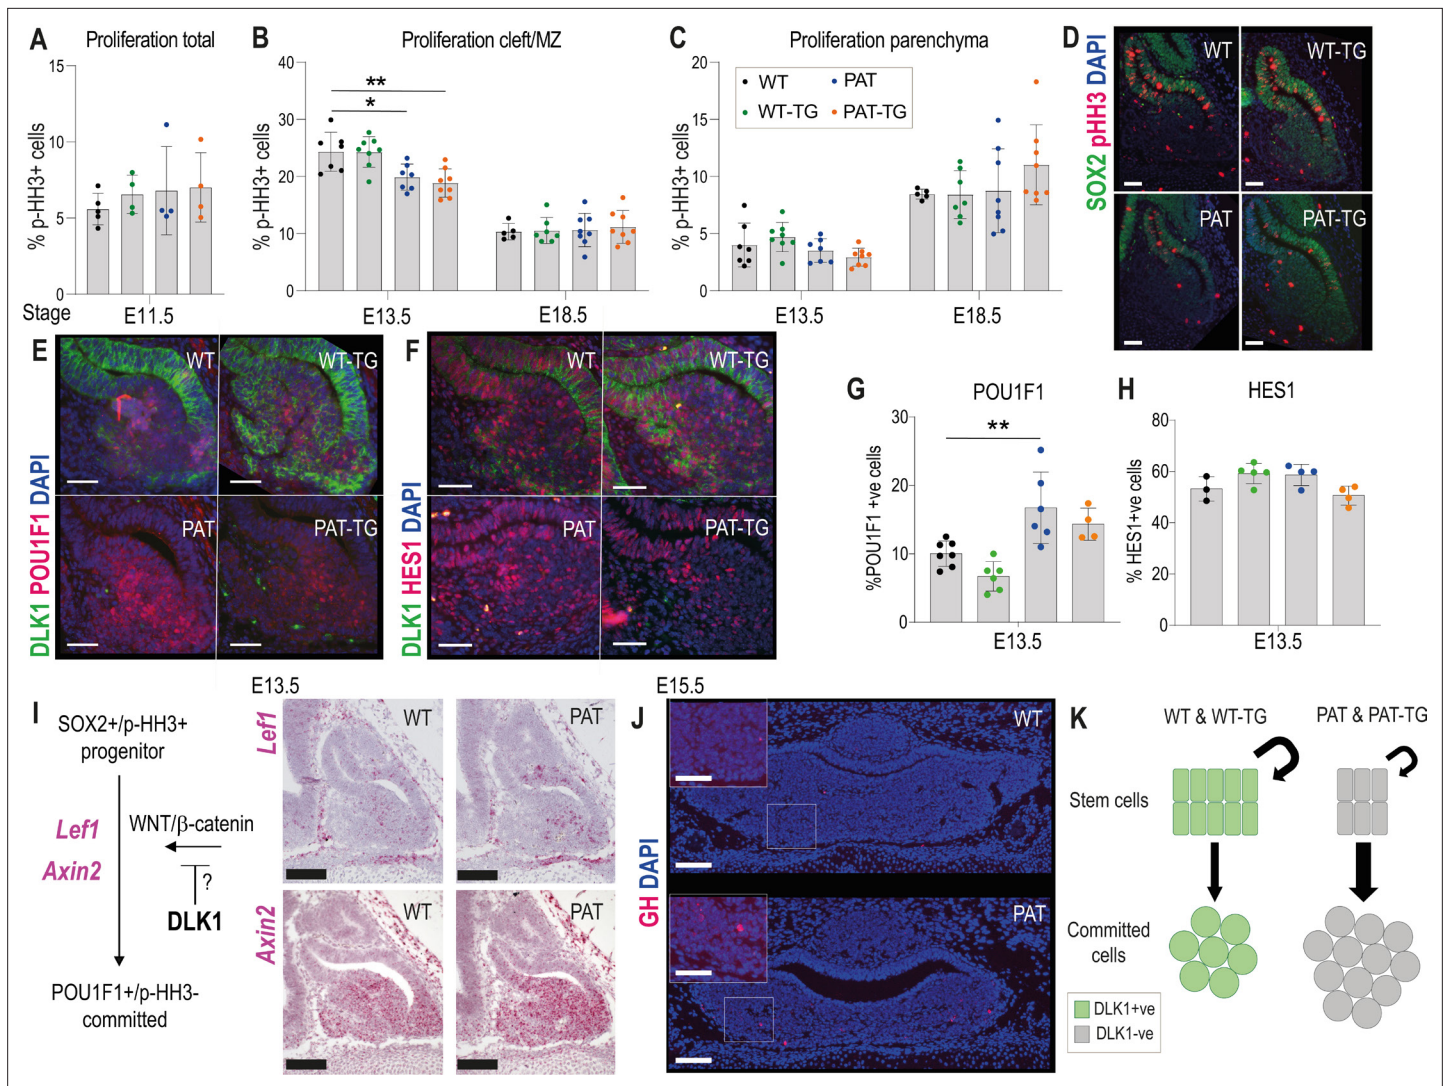 A
Proliferation total
% p-HH3+ cells
15
10
5
0
Stage
E11.5
B
Proliferation cleft/MZ
% p-HH3+ cells
40
30
20
10
0
**
*
E13.5
E18.5
C
Proliferation parenchyma
% p-HH3+ cells
20
15
10
5
0
WT
PAT
WT-TG
PAT-TG
E13.5
E18.5
D
SOX2 pHH3 DAPI
WT
WT-TG
PAT
PAT-TG
E
DLK1 POU1F1 DAPI
WT
WT-TG
PAT
PAT-TG
F
DLK1 HES1 DAPI
WT
WT-TG
PAT
PAT-TG
G
POU1F1
%POU1F1 +ve cells
30
20
10
0
**
E13.5
H
HES1
% HES1+ve cells
80
60
40
20
0
E13.5
I
SOX2+/p-HH3+
progenitor
Lef1
Axin2
WNT/β-catenin
?
DLK1
POU1F1+/p-HH3-
committed
E13.5
Lef1
WT
PAT
Axin2
WT
PAT
E15.5
J
GH DAPI
WT
PAT
K
WT & WT-TG
PAT & PAT-TG
Stem cells
Committed
cells
DLK1+ve
DLK1-ve